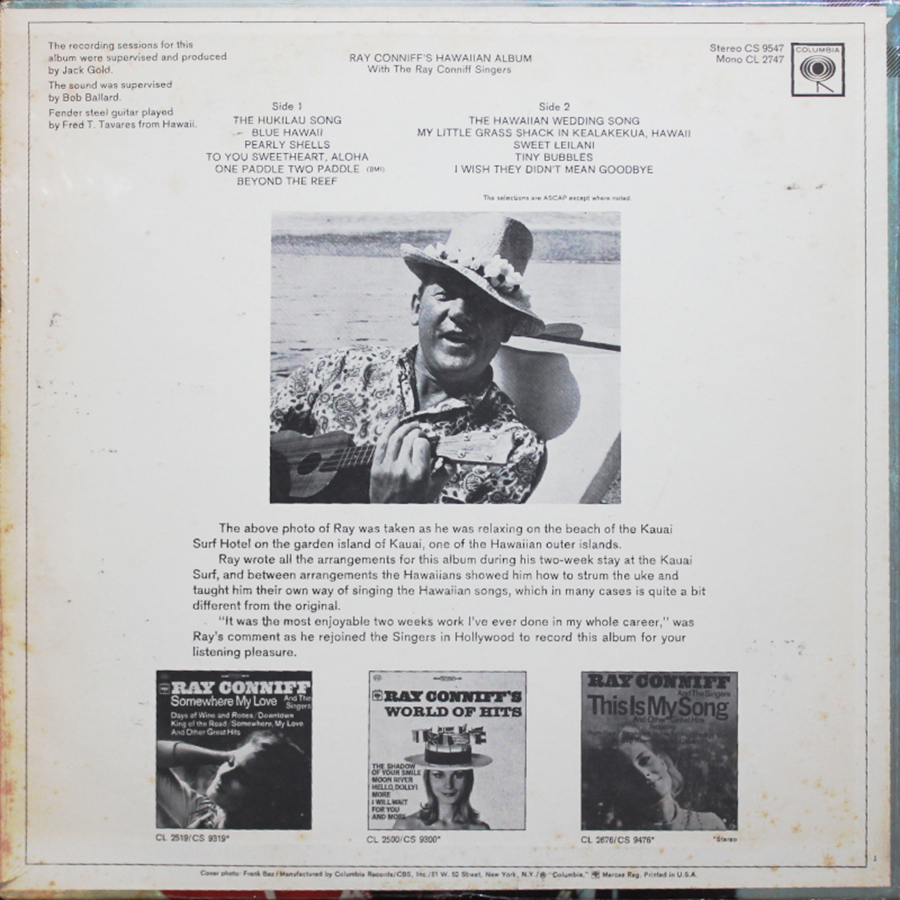 The recording sessions for this
album were supervised and produced
by Jack Gold.
The sound was supervised
by Bob Ballard.
Fender steel guitar played
by Fred T. Tavares from Hawaii.
RAY CONNIFF'S HAWAIIAN ALBUM
With The Ray Conniff Singers
Stereo CS 9547
Mono CL 2747
COLUMBIA
Side 1
THE HUKILAU SONG
BLUE HAWAII
PEARLY SHELLS
TO YOU SWEETHEART, ALOHA
ONE PADDLE TWO PADDLE (BMI)
BEYOND THE REEF
Side 2
THE HAWAIIAN WEDDING SONG
MY LITTLE GRASS SHACK IN KEALAKEKUA, HAWAII
SWEET LEILANI
TINY BUBBLES
I WISH THEY DIDN'T MEAN GOODBYE
The selections are ASCAP except where noted.
The above photo of Ray was taken as he was relaxing on the beach of the Kauai
Surf Hotel on the garden island of Kauai, one of the Hawaiian outer islands.
Ray wrote all the arrangements for this album during his two-week stay at the Kauai
Surf, and between arrangements the Hawaiians showed him how to strum the uke and
taught him their own way of singing the Hawaiian songs, which in many cases is quite a bit
different from the original.
"It was the most enjoyable two weeks work I've ever done in my whole career," was
Ray's comment as he rejoined the Singers in Hollywood to record this album for your
listening pleasure.
RAY CONNIFF
Somewhere My Love And The
Singers
Days of Wine and Roses/Downtown
King of the Road/Somewhere, My Love
And Other Great Hits
CL 2519/CS 9319*
RAY CONNIFF'S
WORLD OF HITS
THE SHADOW
OF YOUR SMILE
MOON RIVER
HELLO, DOLLY!
MORE
I WILL WAIT
FOR YOU
AND MORE
CL 2500/CS 9300*
RAY CONNIFF
And The Singers
This Is My Song
And Other Great Hits
CL 2676/CS 9476*
*Stereo
1
Cover photo: Frank Bez/Manufactured by Columbia Records/CBS, Inc./51 W. 52 Street, New York, N.Y./® "Columbia," Marcas Reg. Printed in U.S.A.